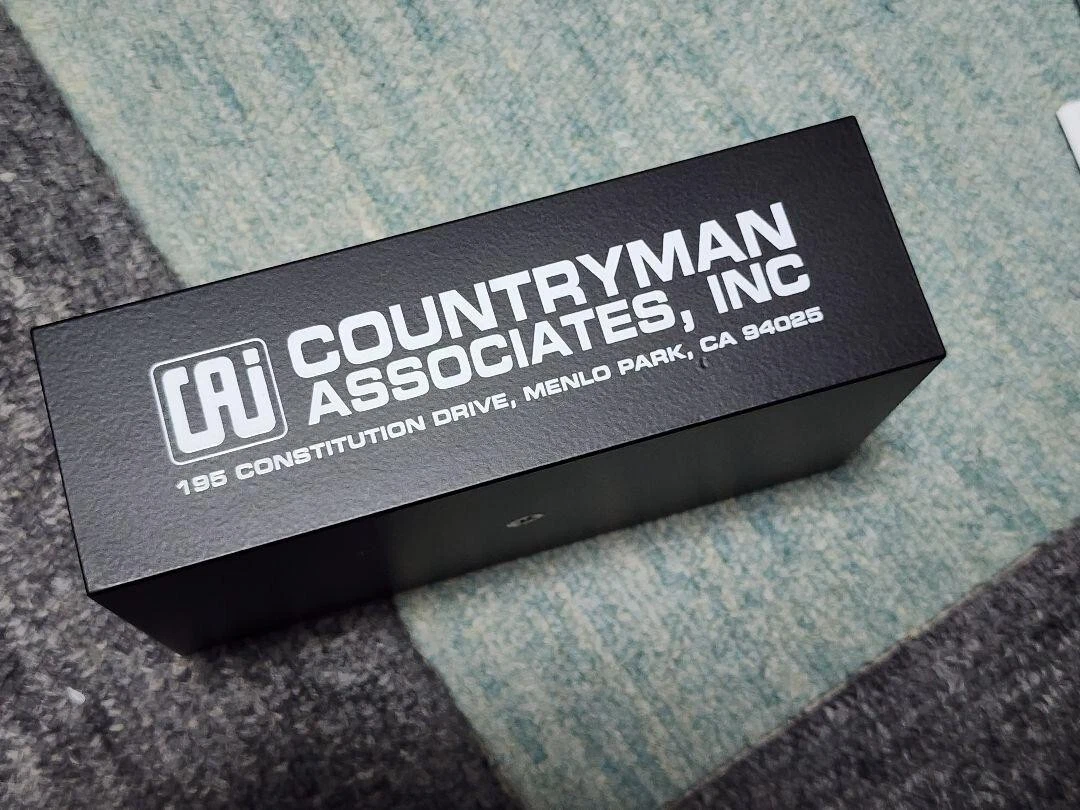 CAi COUNTRYMAN
ASSOCIATES, INC
195 CONSTITUTION DRIVE, MENLO PARK, CA 94025